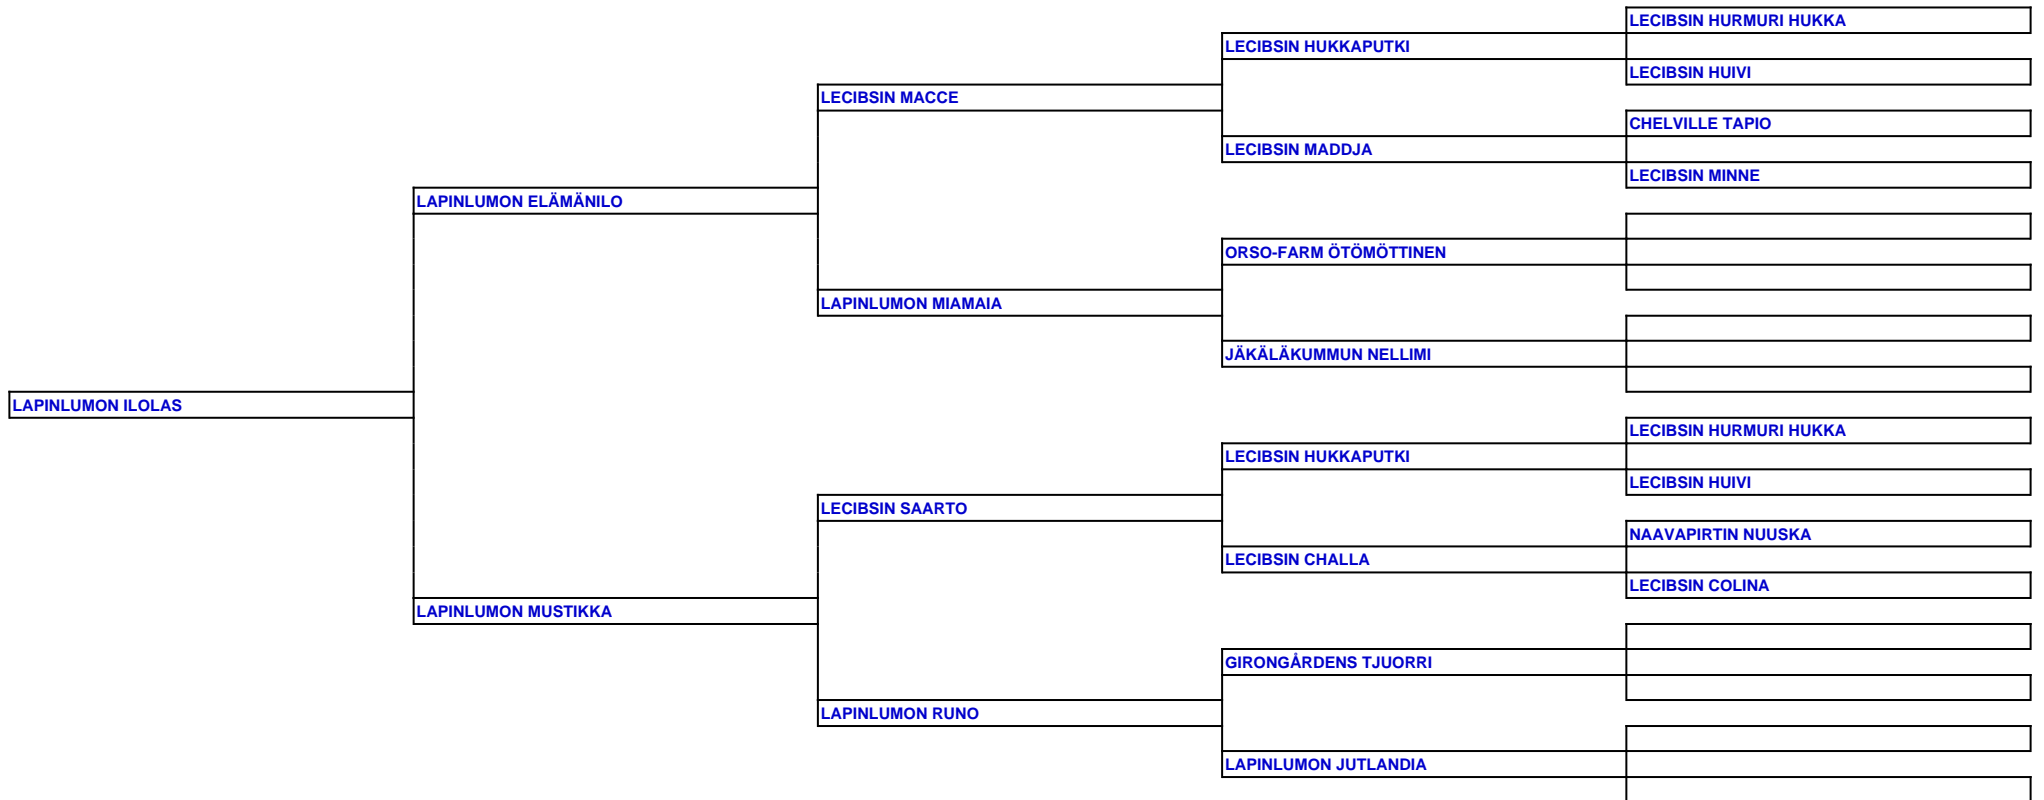 LECIBSIN HURMURI HUKKA
LECIBSIN HUKKAPUTKI
LECIBSIN HUIVI
LECIBSIN MACCE
CHELVILLE TAPIO
LECIBSIN MADDJA
LECIBSIN MINNE
LAPINLUMON ELÄMÄNILO
ORSO-FARM ÖTÖMÖTTINEN
LAPINLUMON MIAMAIA
JÄKÄLÄKUMMUN NELLIMI
LAPINLUMON ILOLAS
LECIBSIN HURMURI HUKKA
LECIBSIN HUKKAPUTKI
LECIBSIN HUIVI
LECIBSIN SAARTO
NAAVAPIRTIN NUUSKA
LECIBSIN CHALLA
LECIBSIN COLINA
LAPINLUMON MUSTIKKA
GIRONGÅRDENS TJUORRI
LAPINLUMON RUNO
LAPINLUMON JUTLANDIA